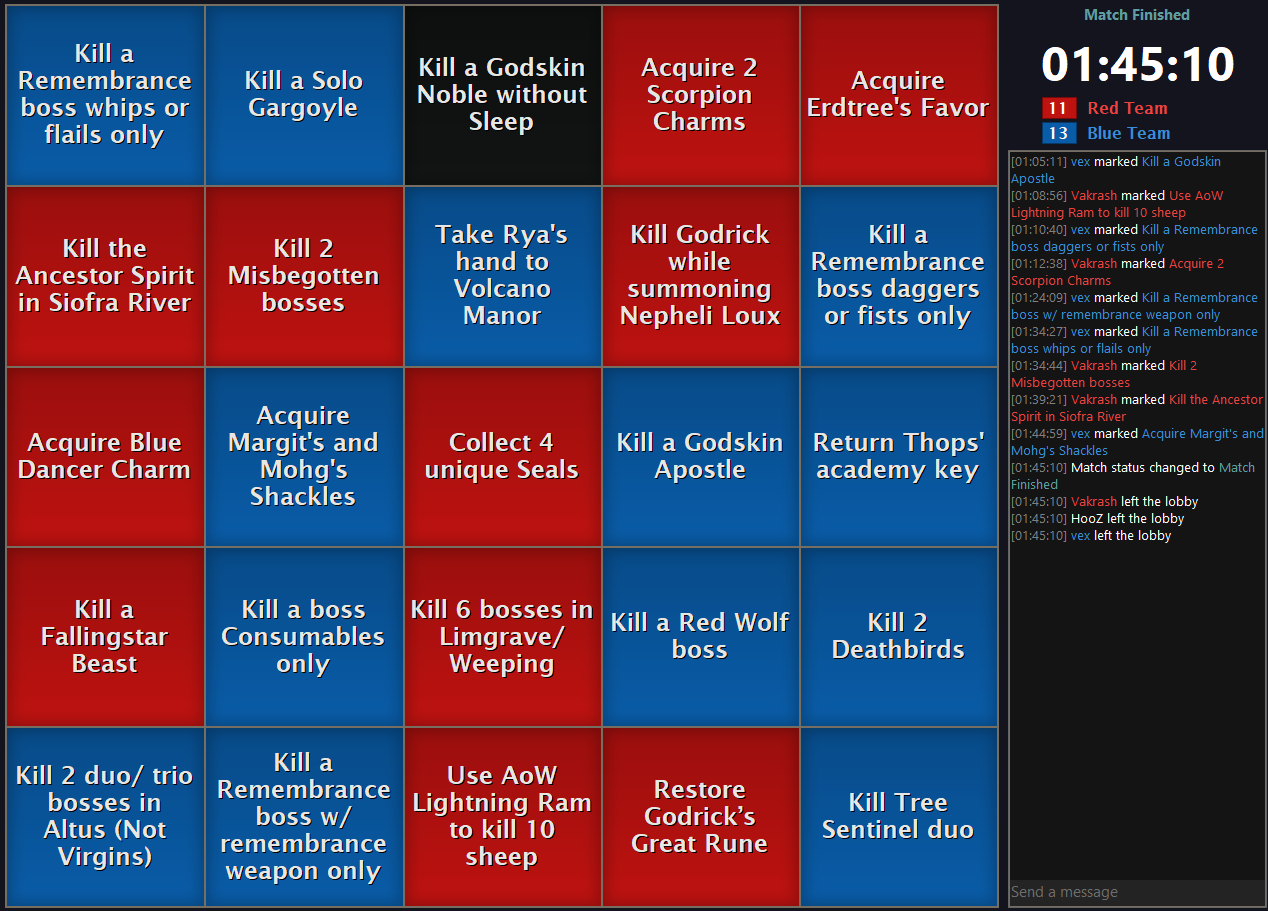 Kill a
Remembrance
boss whips or
flails only
Kill a Solo
Gargoyle
Kill a Godskin
Noble without
Sleep
Acquire 2
Scorpion
Charms
Acquire
Erdtree's Favor
Kill the
Ancestor Spirit
in Siofra River
Kill 2
Misbegotten
bosses
Take Rya's
hand to
Volcano
Manor
Kill Godrick
while
summoning
Nepheli Loux
Kill a
Remembrance
boss daggers
or fists only
Acquire Blue
Dancer Charm
Acquire
Margit's and
Mohg's
Shackles
Collect 4
unique Seals
Kill a Godskin
Apostle
Return Thops'
academy key
Kill a
Fallingstar
Beast
Kill a boss
Consumables
only
Kill 6 bosses in
Limgrave/
Weeping
Kill a Red Wolf
boss
Kill 2
Deathbirds
Kill 2 duo/ trio
bosses in
Altus (Not
Virgins)
Kill a
Remembrance
boss w/
remembrance
weapon only
Use AoW
Lightning Ram
to kill 10
sheep
Restore
Godrick’s
Great Rune
Kill Tree
Sentinel duo
Match Finished
01:45:10
11 Red Team
13 Blue Team
[01:05:11] vex marked Kill a Godskin
Apostle
[01:08:56] Vakrash marked Use AoW
Lightning Ram to kill 10 sheep
[01:10:40] vex marked Kill a Remembrance
boss daggers or fists only
[01:12:38] Vakrash marked Acquire 2
Scorpion Charms
[01:24:09] vex marked Kill a Remembrance
boss w/ remembrance weapon only
[01:34:27] vex marked Kill a Remembrance
boss whips or flails only
[01:34:44] Vakrash marked Kill 2
Misbegotten bosses
[01:39:21] Vakrash marked Kill the Ancestor
Spirit in Siofra River
[01:44:59] vex marked Acquire Margit's and
Mohg's Shackles
[01:45:10] Match status changed to Match
Finished
[01:45:10] Vakrash left the lobby
[01:45:10] HooZ left the lobby
[01:45:10] vex left the lobby
Send a message